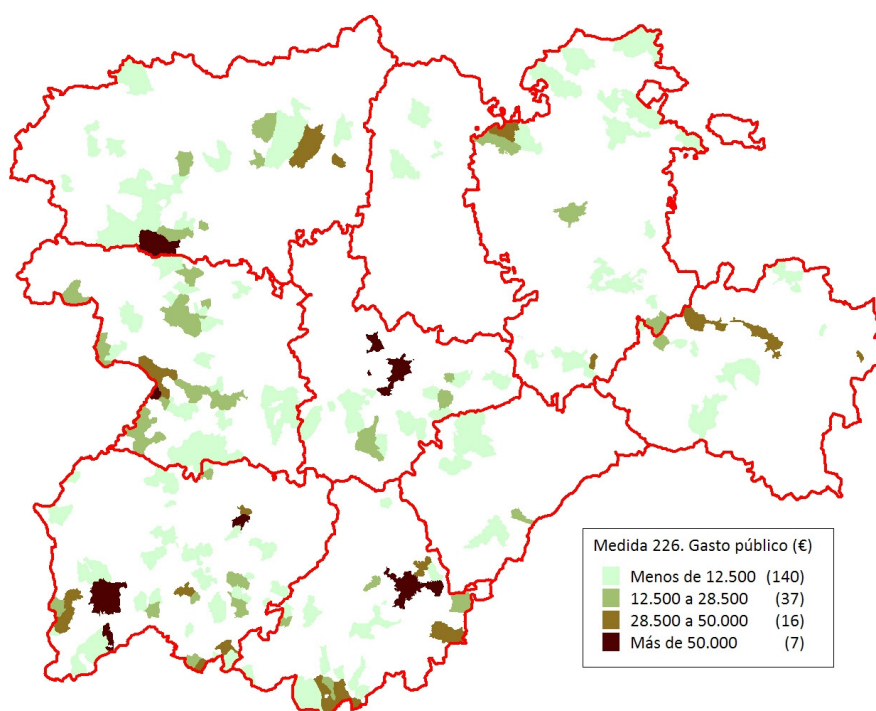 Medida 226. Gasto público (€)
Menos de 12.500 (140)
12.500 a 28.500 (37)
28.500 a 50.000 (16)
Más de 50.000 (7)